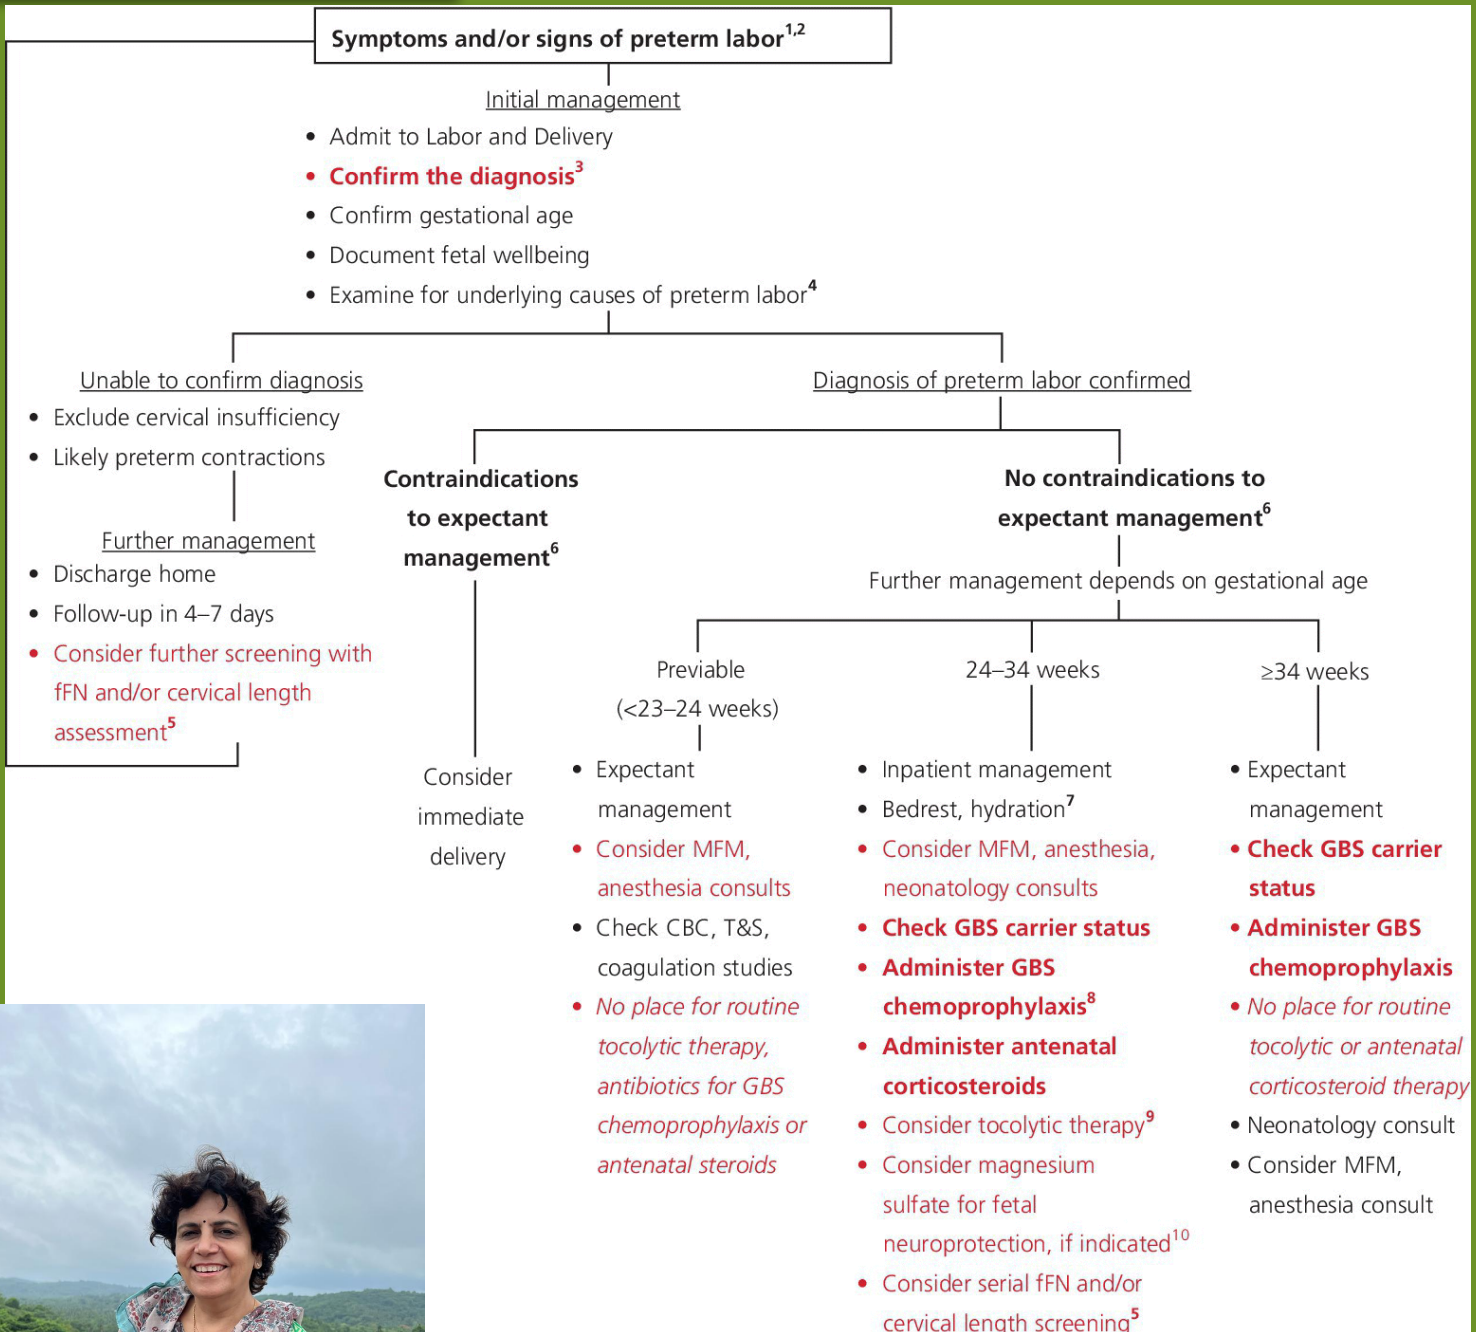 Symptoms and/or signs of preterm labor1,2
Initial management
• Admit to Labor and Delivery
• Confirm the diagnosis3
• Confirm gestational age
• Document fetal wellbeing
• Examine for underlying causes of preterm labor4
Unable to confirm diagnosis
• Exclude cervical insufficiency
• Likely preterm contractions
Further management
• Discharge home
• Follow-up in 4–7 days
• Consider further screening with
fFN and/or cervical length
assessment5
Diagnosis of preterm labor confirmed
Contraindications
to expectant
management6
Consider
immediate
delivery
No contraindications to
expectant management6
Further management depends on gestational age
Previable
(<23–24 weeks)
• Expectant
management
• Consider MFM,
anesthesia consults
• Check CBC, T&S,
coagulation studies
• No place for routine
tocolytic therapy,
antibiotics for GBS
chemoprophylaxis or
antenatal steroids
24–34 weeks
• Inpatient management
• Bedrest, hydration7
• Consider MFM, anesthesia,
neonatology consults
• Check GBS carrier status
• Administer GBS
chemoprophylaxis8
• Administer antenatal
corticosteroids
• Consider tocolytic therapy9
• Consider magnesium
sulfate for fetal
neuroprotection, if indicated10
• Consider serial fFN and/or
cervical length screening5
≥34 weeks
• Expectant
management
• Check GBS carrier
status
• Administer GBS
chemoprophylaxis
• No place for routine
tocolytic or antenatal
corticosteroid therapy
• Neonatology consult
• Consider MFM,
anesthesia consult